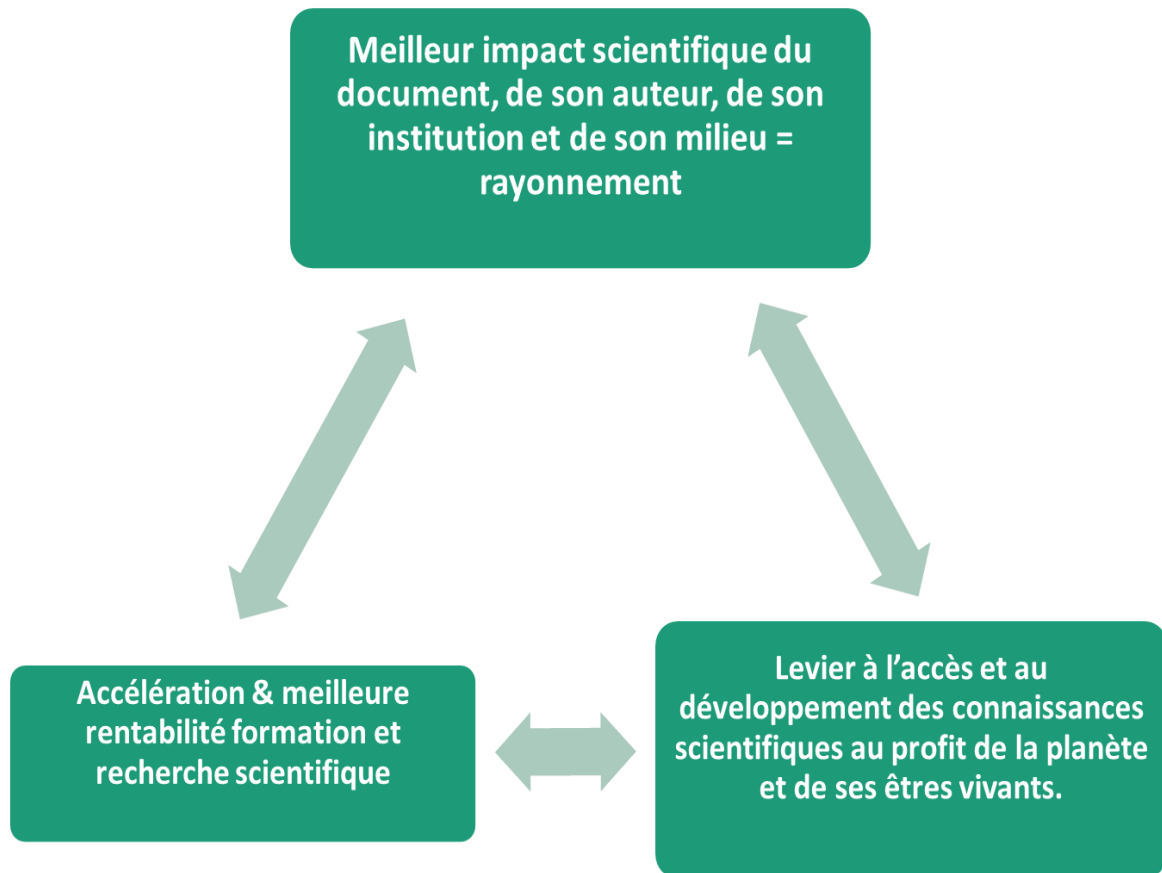 Meilleur impact scientifique du
document, de son auteur, de son
institution et de son milieu =
rayonnement
Accélération & meilleure
rentabilité formation et
recherche scientifique
Levier à l’accès et au
développement des connaissances
scientifiques au profit de la planète
et de ses êtres vivants.